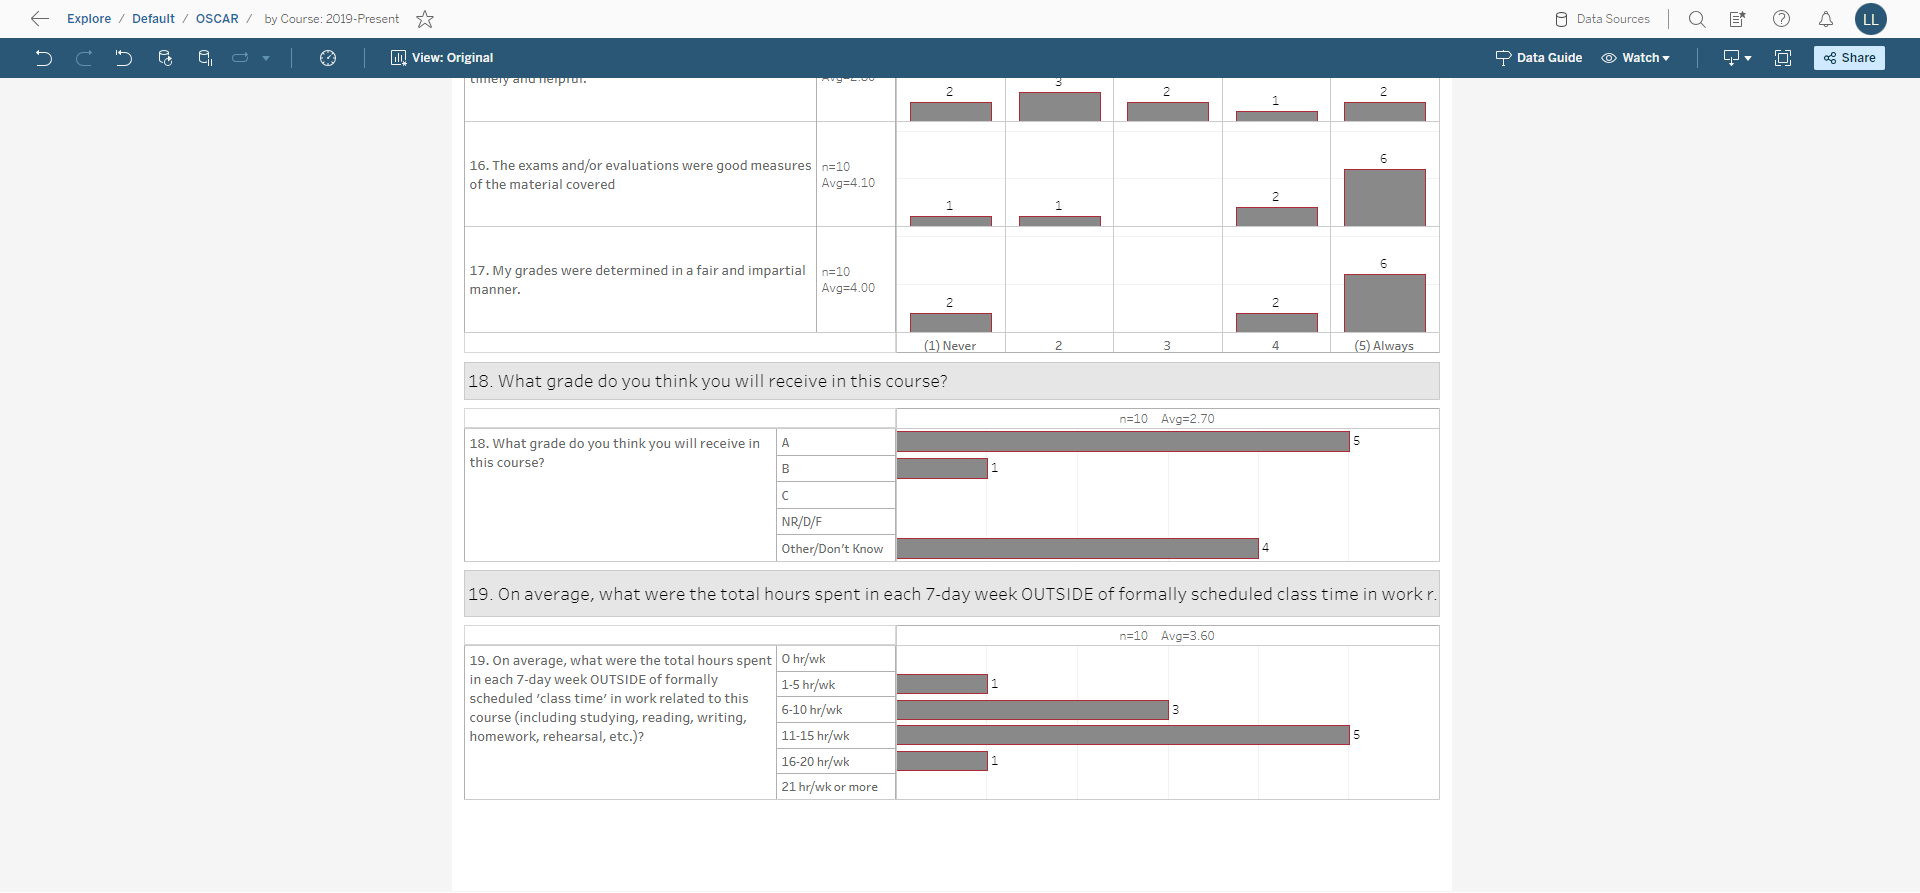 Explore / Default / OSCAR / by Course: 2019-Present
Data Sources
LL
View: Original
Data Guide
Watch
Share
timely and helpful.
2
3
2
1
2
16. The exams and/or evaluations were good measures
of the material covered
n=10
Avg=4.10
1
1
2
6
17. My grades were determined in a fair and impartial
manner.
n=10
Avg=4.00
2
2
6
(1) Never
2
3
4
(5) Always
18. What grade do you think you will receive in this course?
n=10 Avg=2.70
18. What grade do you think you will receive in
this course?
A
5
B
1
C
NR/D/F
Other/Don't Know
4
19. On average, what were the total hours spent in each 7-day week OUTSIDE of formally scheduled class time in work r.
n=10 Avg=3.60
19. On average, what were the total hours spent
in each 7-day week OUTSIDE of formally
scheduled ‘class time’ in work related to this
course (including studying, reading, writing,
homework, rehearsal, etc.)?
0 hr/wk
1-5 hr/wk
1
6-10 hr/wk
3
11-15 hr/wk
5
16-20 hr/wk
1
21 hr/wk or more